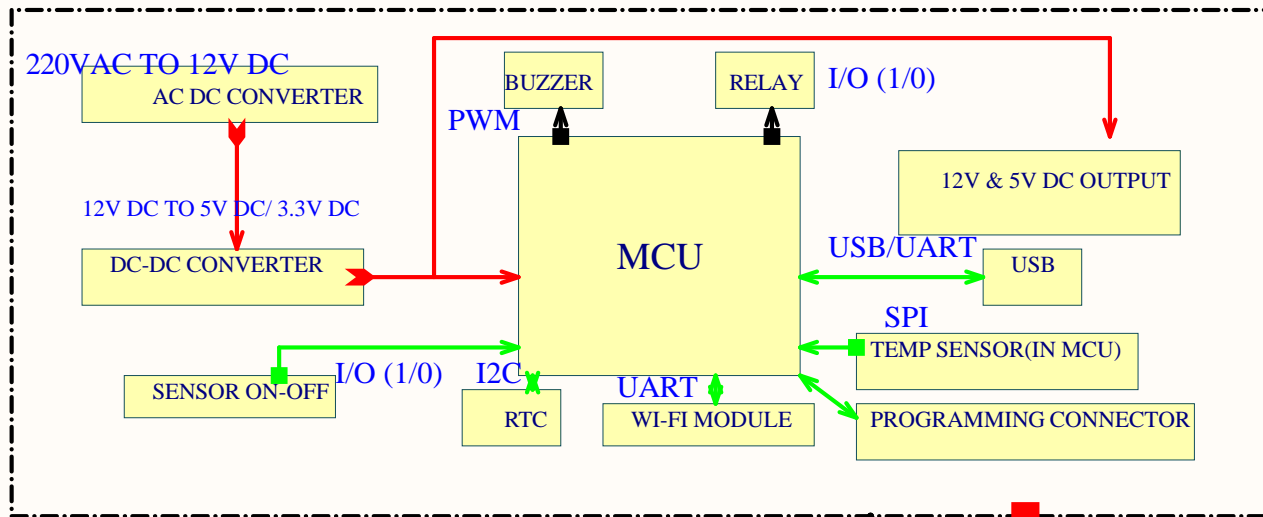 220VAC TO 12V DC
AC DC CONVERTER
BUZZER
RELAY
I/O (1/0)
PWM
12V & 5V DC OUTPUT
12V DC TO 5V DC/ 3.3V DC
DC-DC CONVERTER
MCU
USB/UART
USB
SPI
TEMP SENSOR(IN MCU)
I/O (1/0)
SENSOR ON-OFF
I2C
RTC
UART
WI-FI MODULE
PROGRAMMING CONNECTOR